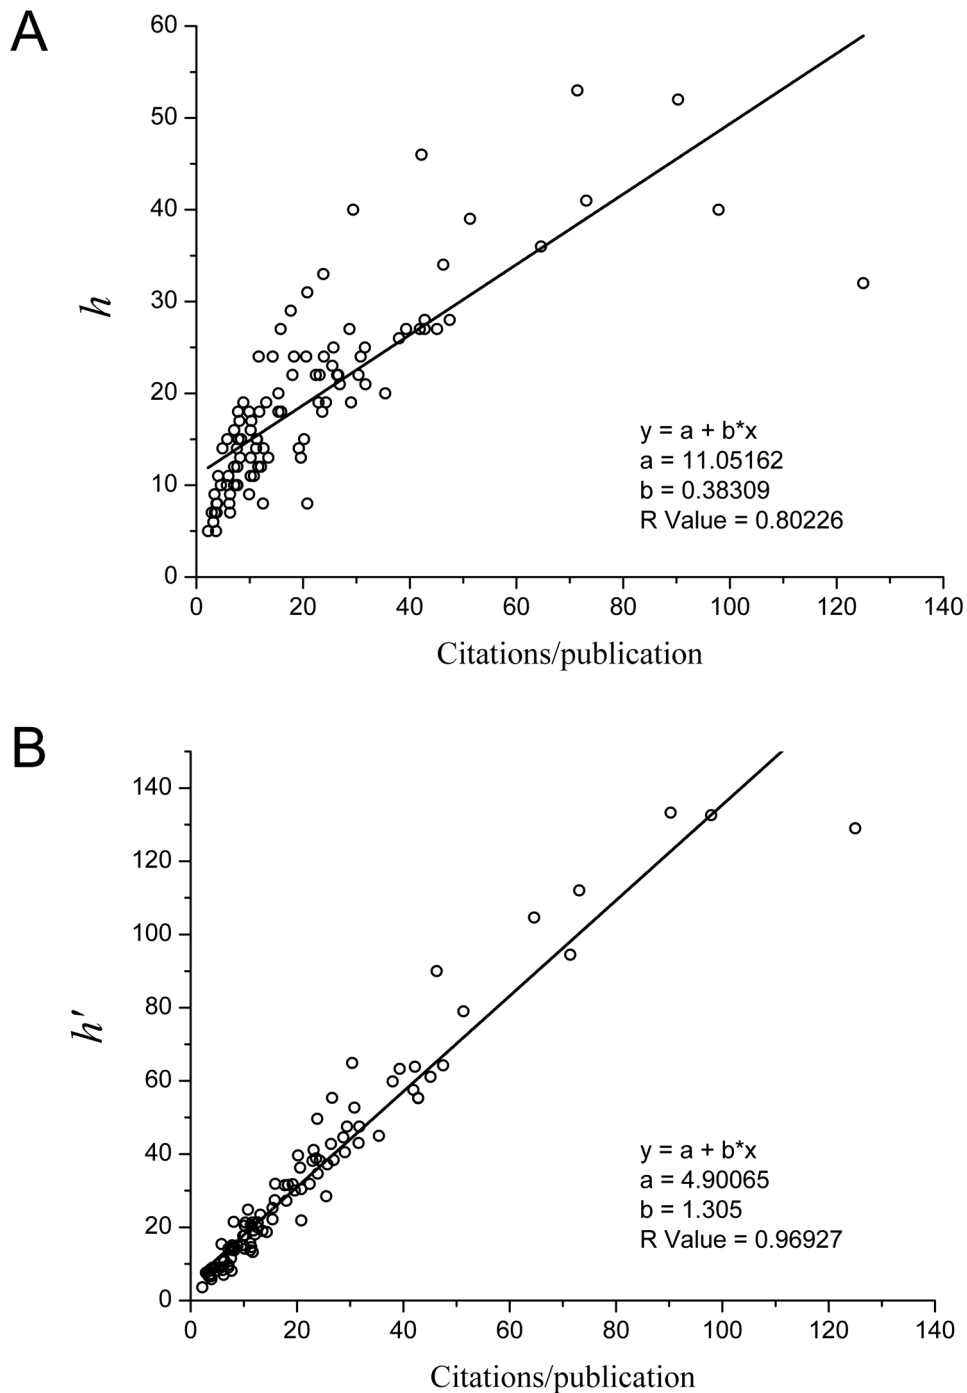 A
60
50
40
30
20
10
0
h
y = a + b*x
a = 11.05162
b = 0.38309
R Value = 0.80226
0 20 40 60 80 100 120 140
Citations/publication
B
140
120
100
80
60
40
20
0
h'
y = a + b*x
a = 4.90065
b = 1.305
R Value = 0.96927
0 20 40 60 80 100 120 140
Citations/publication